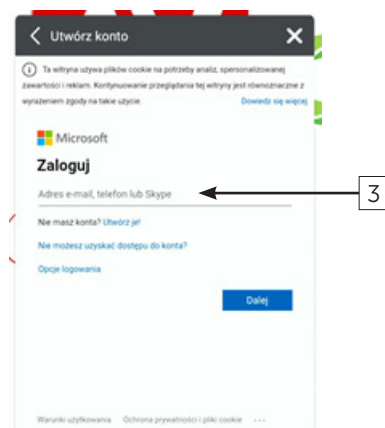 Utwórz konto
Ta witryna używa plików cookie na potrzeby analiz, spersonalizowanej
zawartości i reklam. Kontynuowanie przeglądania tej witryny jest równoznaczne z
wyrażeniem zgody na takie użycie. Dowiedz się więcej
Microsoft
Zaloguj
Adres e-mail, telefon lub Skype
3
Nie masz konta? Utwórz je!
Nie możesz uzyskać dostępu do konta?
Opcje logowania
Dalej
Warunki użytkowania Ochrona prywatności i pliki cookie ...